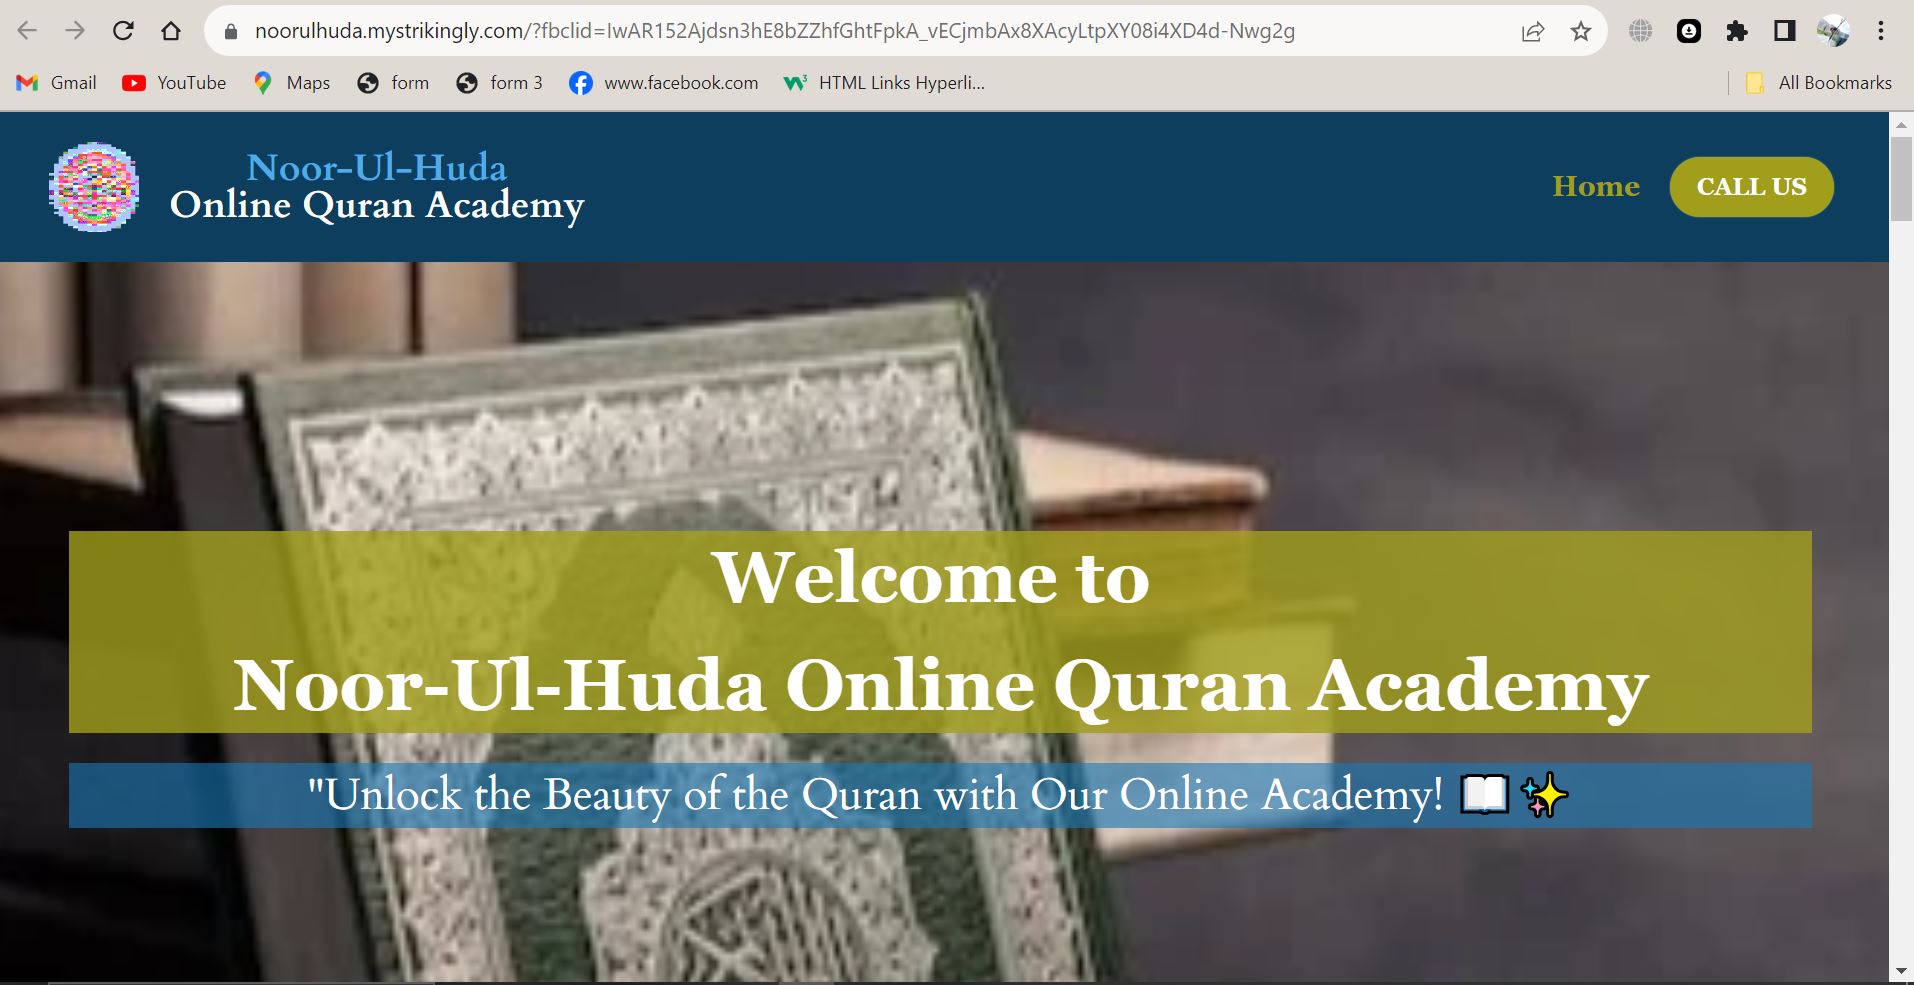 noorulhuda.mystrikingly.com/?fbclid=IwAR152Ajdsn3hE8bZZhfGhtFpkA_vECjmbAx8XAcyLtpXY08i4XD4d-Nwg2g
Gmail YouTube Maps form form 3 www.facebook.com HTML Links Hyperli... All Bookmarks
Noor-Ul-Huda
Online Quran Academy
Home CALL US
Welcome to
Noor-Ul-Huda Online Quran Academy
"Unlock the Beauty of the Quran with Our Online Academy! 📖✨